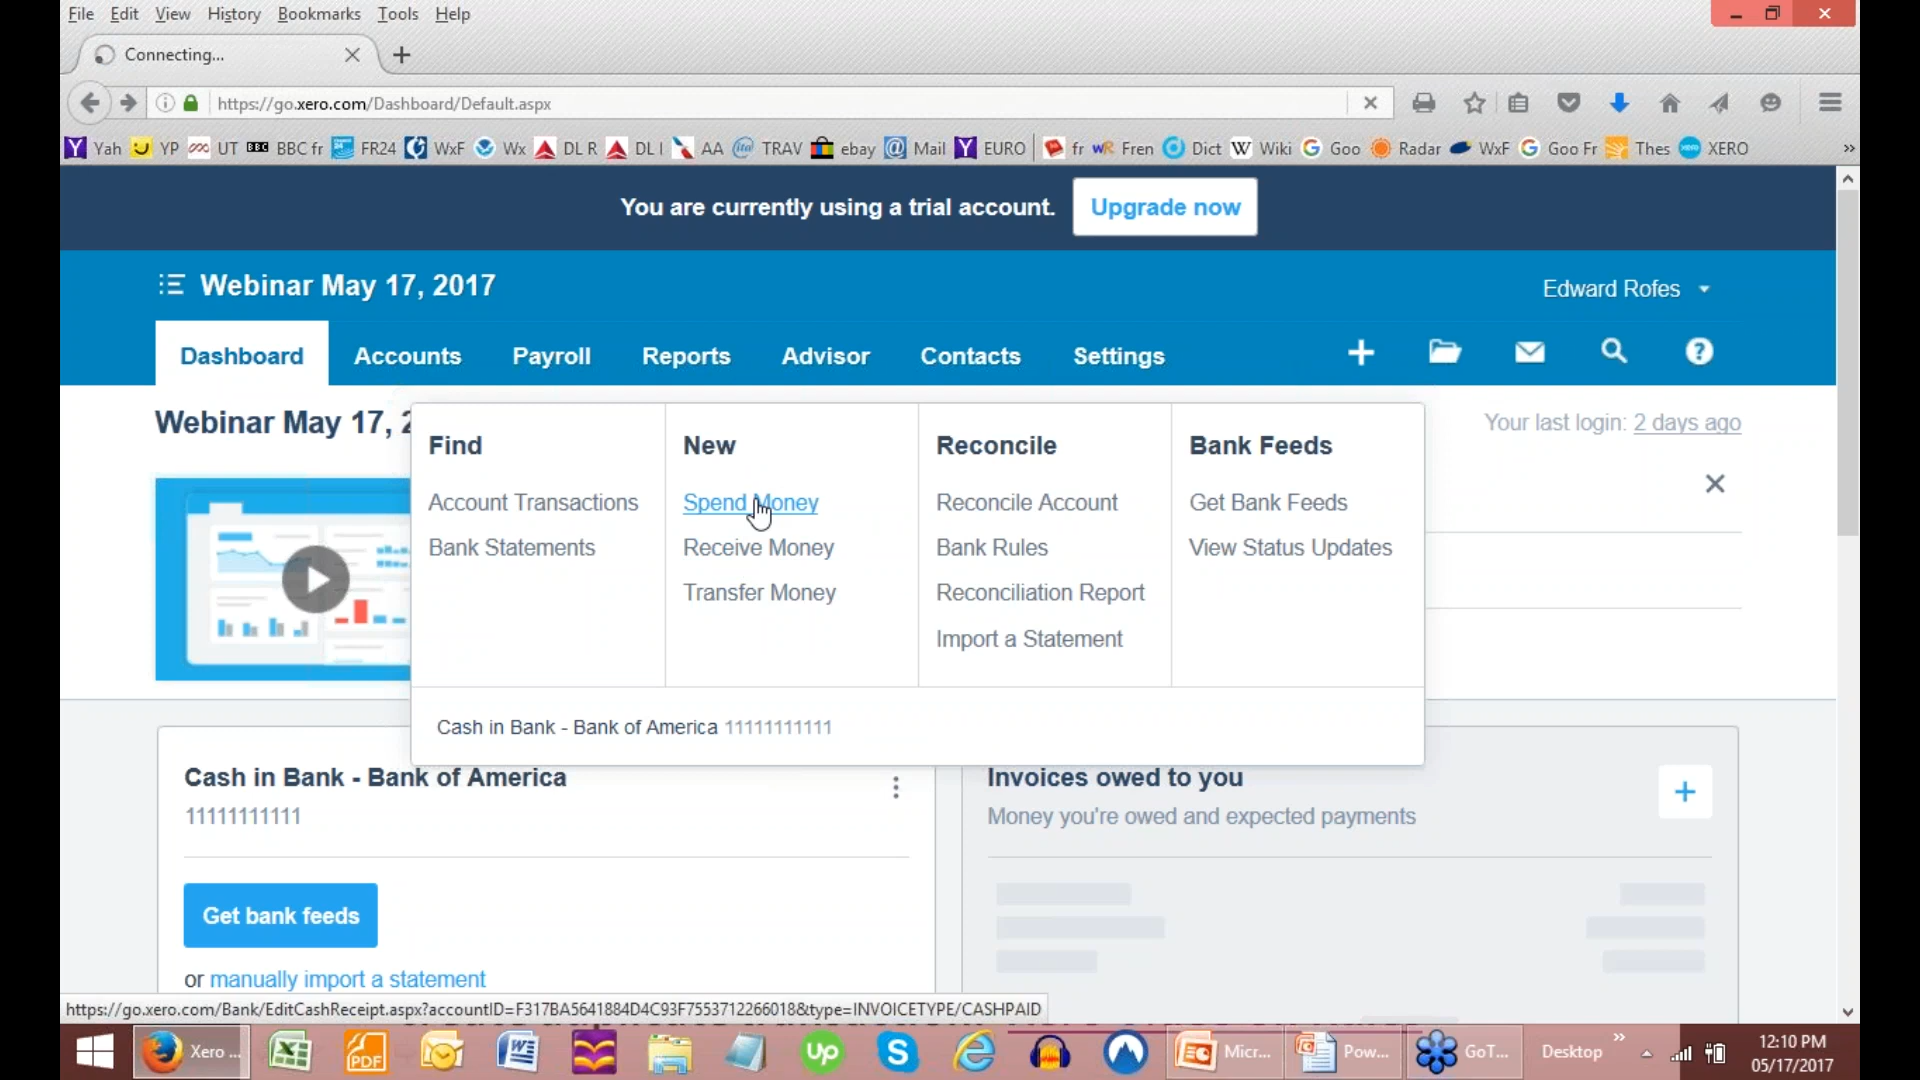 File Edit View History Bookmarks Tools Help
Connecting...
https://go.xero.com/Dashboard/Default.aspx
Yah YP UT BBC fr FR24 WxF Wx DL R DL I AA TRAV ebay Mail EURO fr Fren Dict Wiki Goo Radar WxF Goo Fr Thes XERO
You are currently using a trial account. Upgrade now
Webinar May 17, 2017
Edward Rofes
Dashboard Accounts Payroll Reports Advisor Contacts Settings
Webinar May 17, 2
Your last login: 2 days ago
Find New Reconcile Bank Feeds
Account Transactions Spend Money Reconcile Account Get Bank Feeds
Bank Statements Receive Money Bank Rules View Status Updates
Transfer Money Reconciliation Report
Import a Statement
Cash in Bank - Bank of America 11111111111
Cash in Bank - Bank of America
11111111111
Invoices owed to you
Money you're owed and expected payments
Get bank feeds
or manually import a statement
https://go.xero.com/Bank/EditCashReceipt.aspx?accountID=F317BA5641884D4C93F7553712266018&type=INVOICETYPE/CASHPAID
Xero ... PDF Up Micr... Pow... GoT... Desktop
12:10 PM
05/17/2017